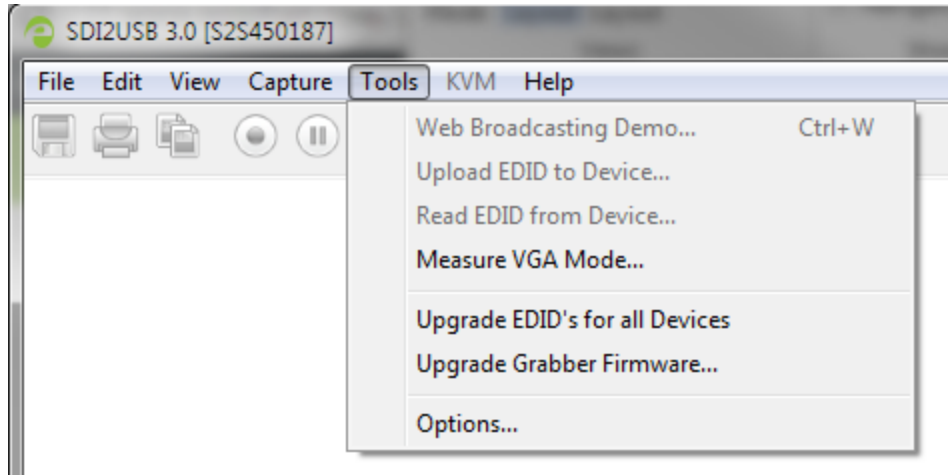 SDI2USB 3.0 [S2S450187]
File Edit View Capture Tools KVM Help
Web Broadcasting Demo... Ctrl+W
Upload EDID to Device...
Read EDID from Device...
Measure VGA Mode...
Upgrade EDID's for all Devices
Upgrade Grabber Firmware...
Options...